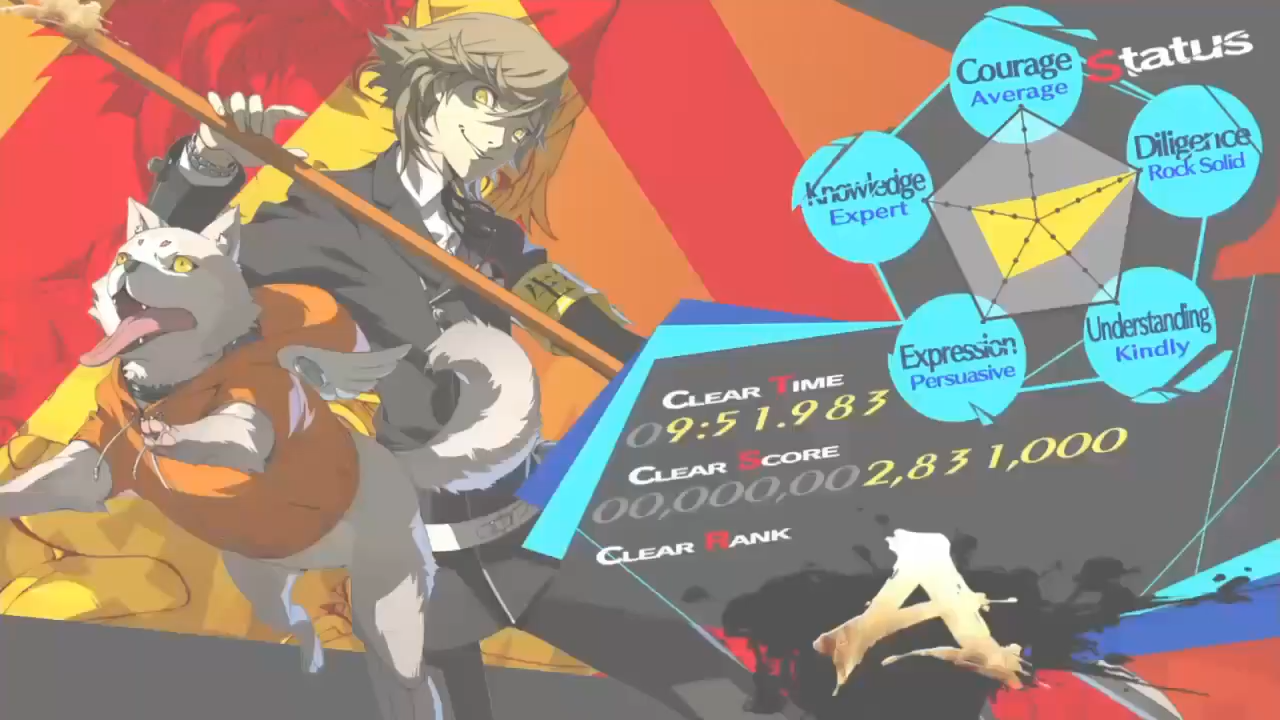 Status
Courage
Average
Diligence
Rock Solid
Knowledge
Expert
Understanding
Kindly
Expression
Persuasive
CLEAR TIME
09:51.983
CLEAR SCORE
00,000,002,831,000
CLEAR RANK
A